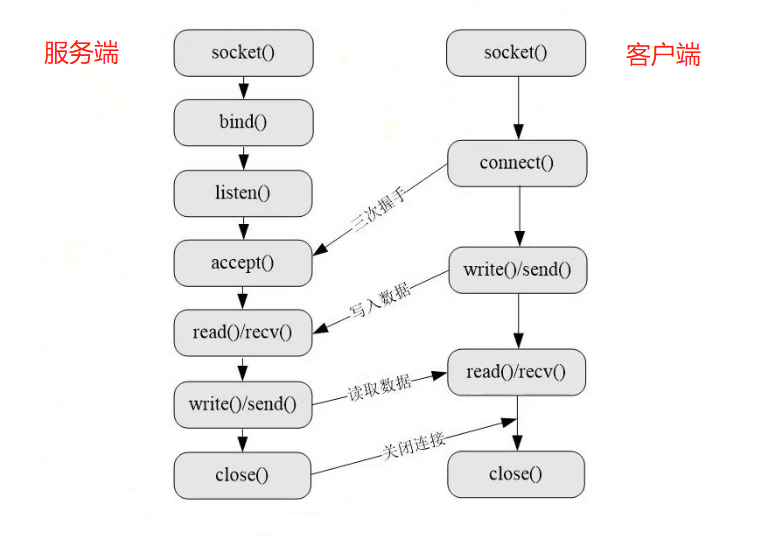 服务端
socket()
socket()
客户端
bind()
connect()
listen()
三次握手
accept()
write()/send()
写入数据
read()/recv()
read()/recv()
读取数据
write()/send()
关闭连接
close()
close()